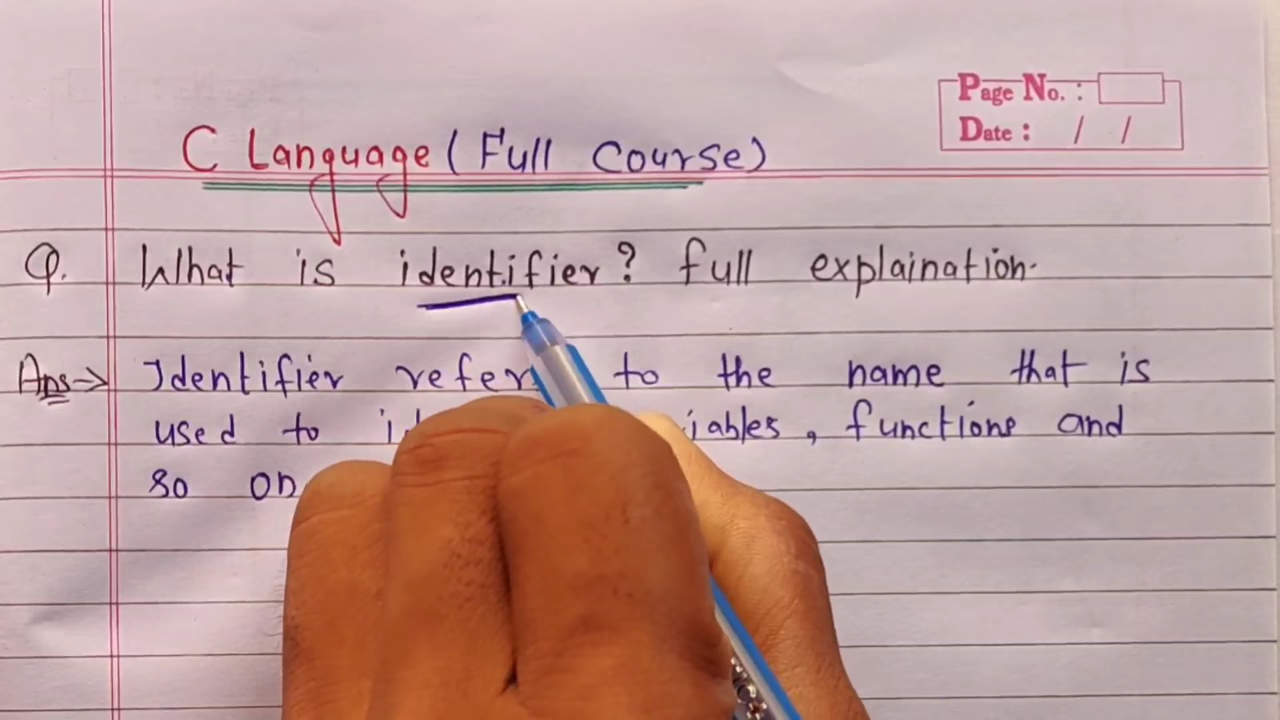 Page No. :
Date : / /
C Language (Full Course)
Q. What is identifier? full explaination.
Ans-> Identifier refer to the name that is
used to variables, functions and
so on